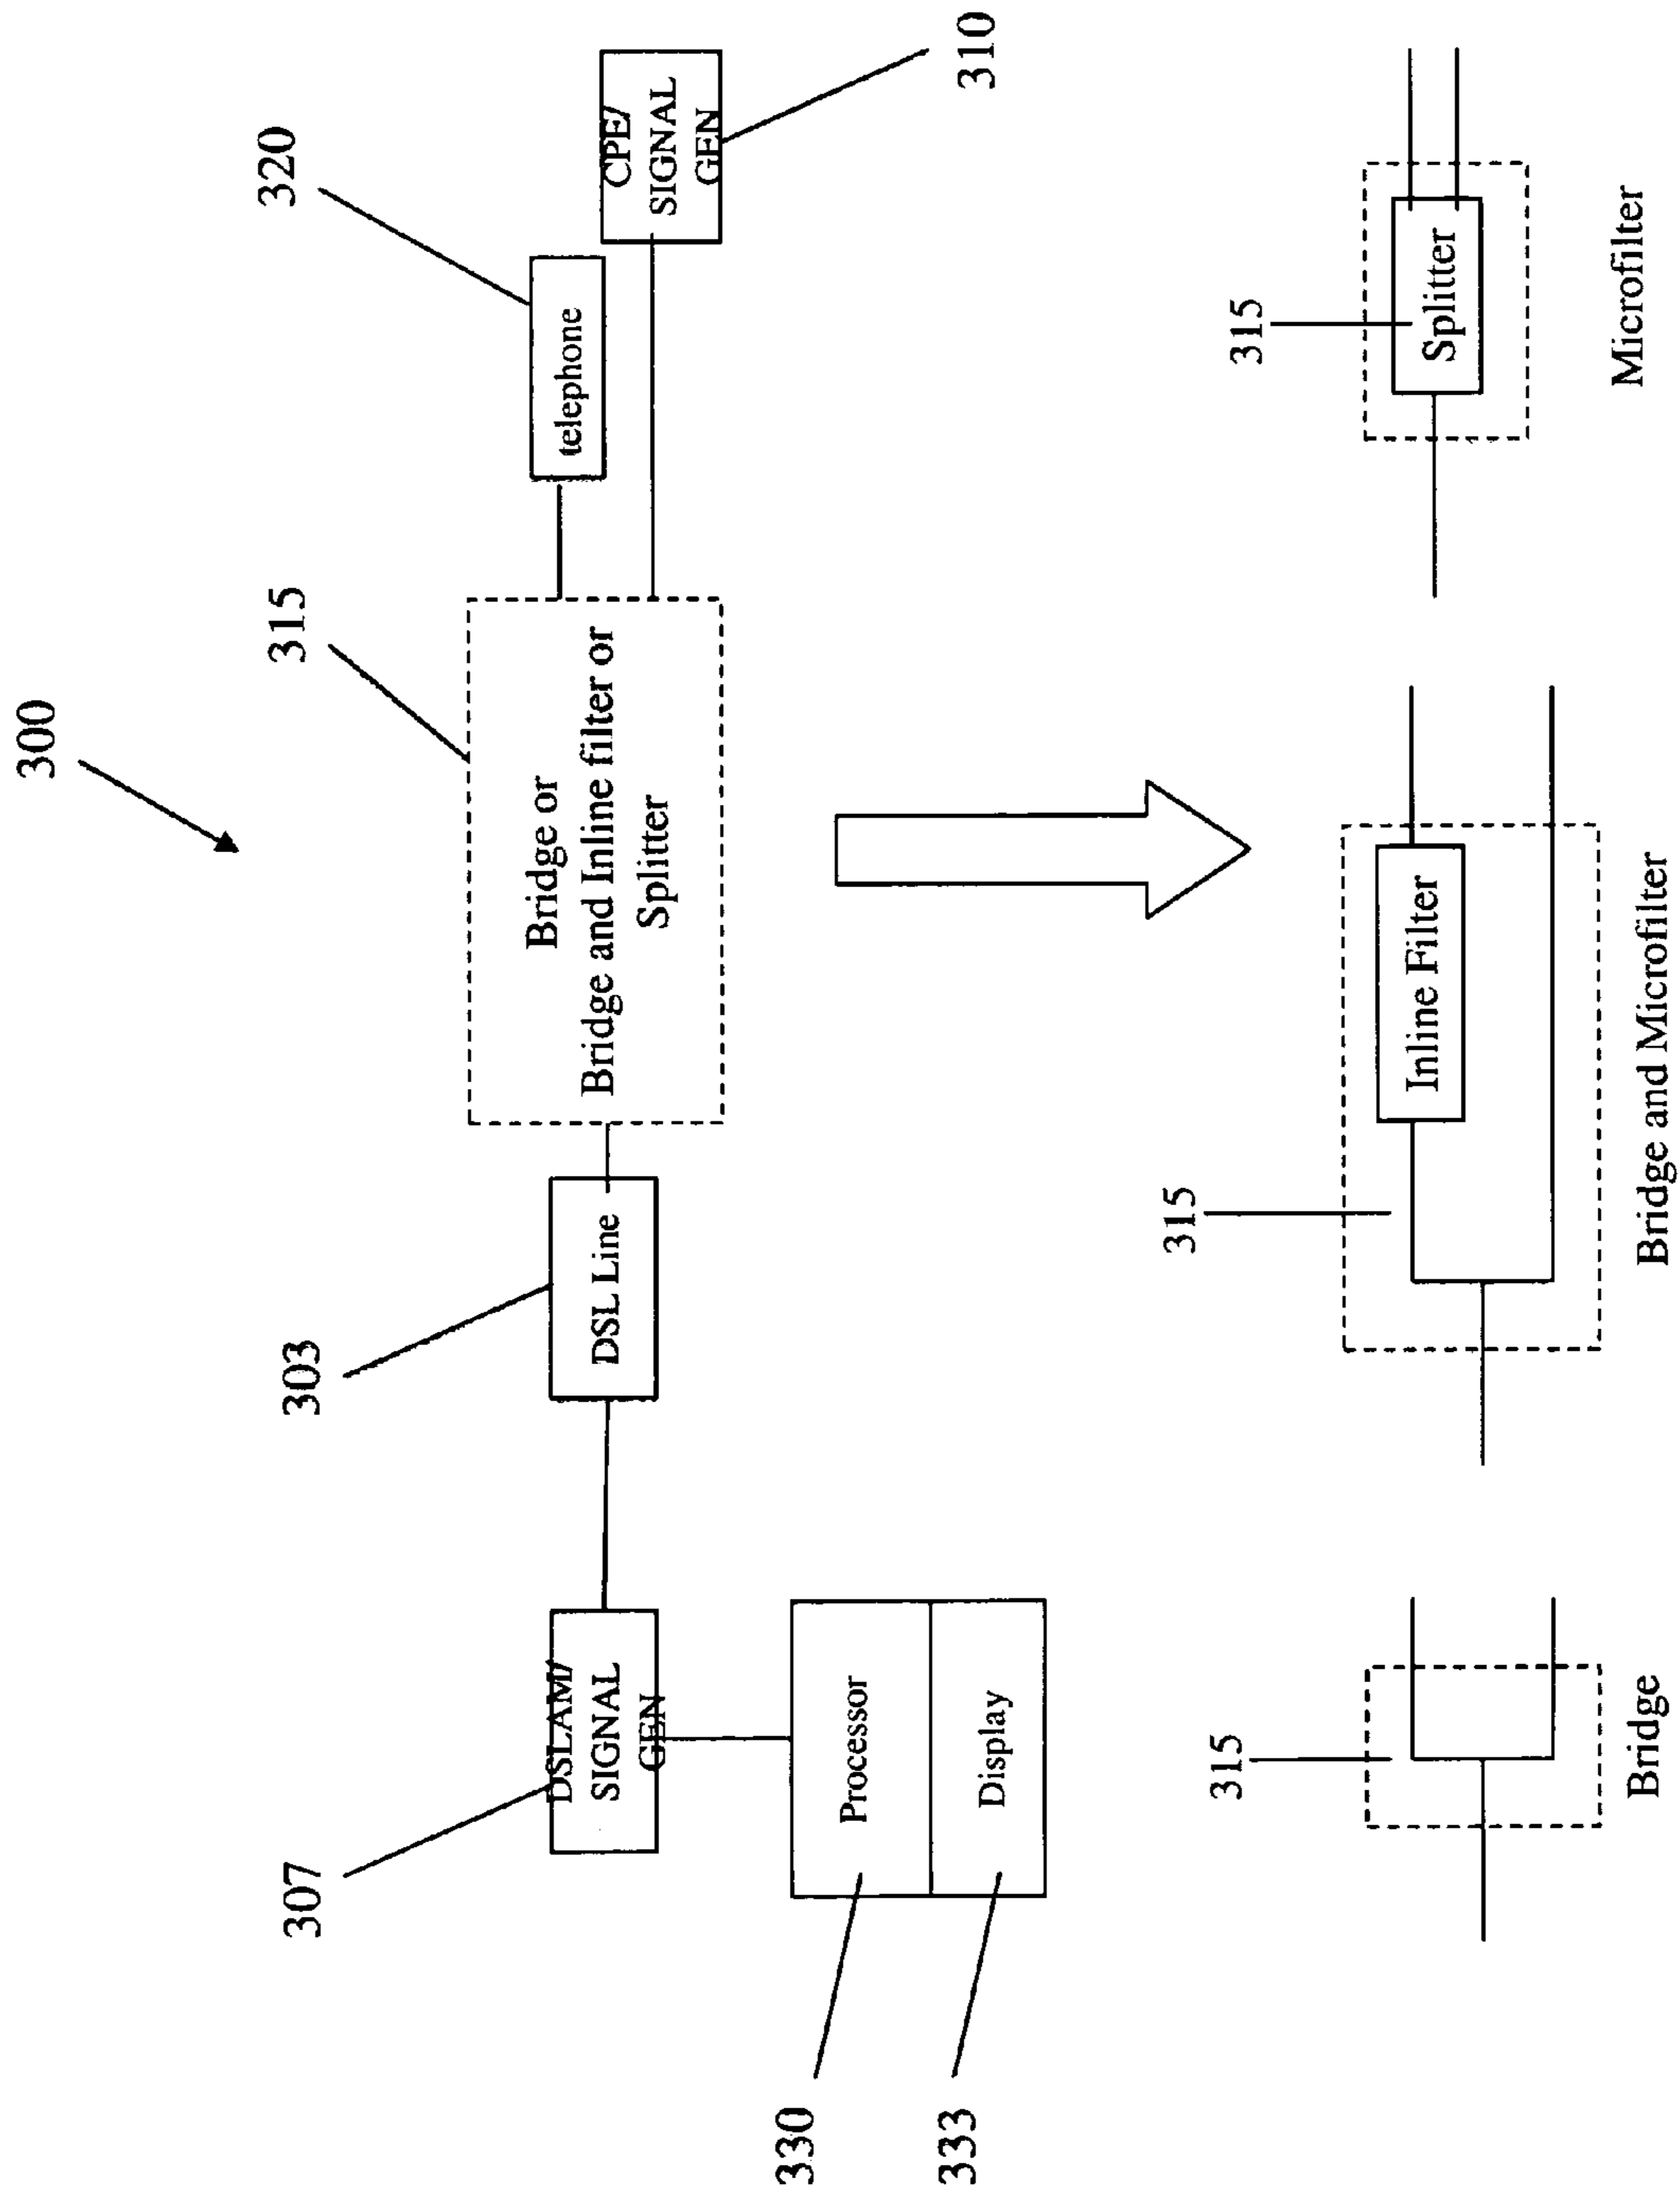 300
315
320
303
307
310
telephone
CPE/
SIGNAL
GEN
Bridge or
Bridge and Inline filter or
Splitter
DSL Line
DSLAM/
SIGNAL
GEN
Processor
Display
330
333
315
Bridge
315
Inline Filter
Bridge and Microfilter
315
Splitter
Microfilter